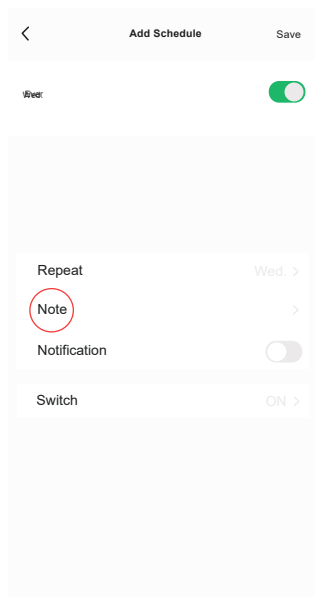 Add Schedule Save
Repeat Wed. >
Note >
Notification
Switch ON >